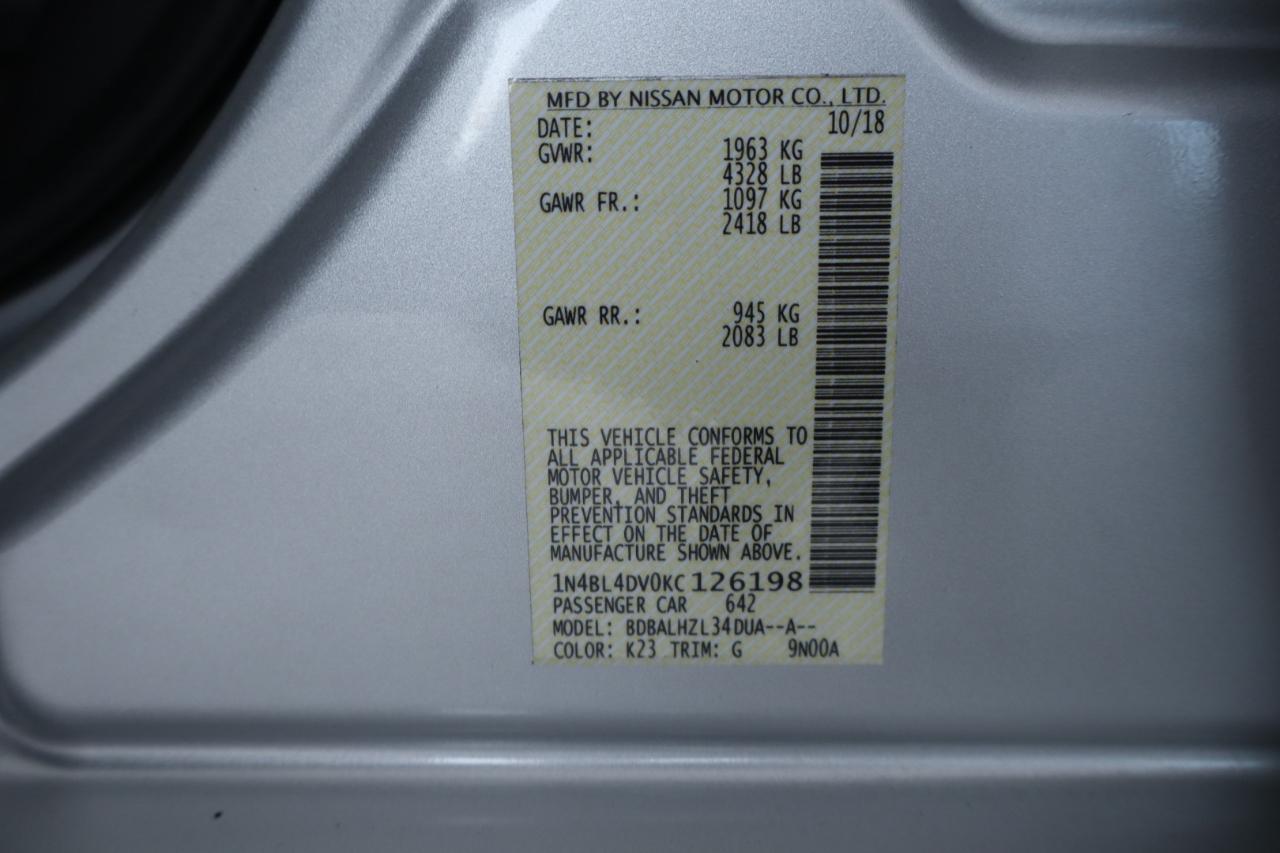 MFD BY NISSAN MOTOR CO., LTD.
DATE: 10/18
GVWR: 1963 KG
4328 LB
GAWR FR.: 1097 KG
2418 LB
GAWR RR.: 945 KG
2083 LB
THIS VEHICLE CONFORMS TO
ALL APPLICABLE FEDERAL
MOTOR VEHICLE SAFETY,
BUMPER, AND THEFT
PREVENTION STANDARDS IN
EFFECT ON THE DATE OF
MANUFACTURE SHOWN ABOVE.
1N4BL4DV0KC126198
PASSENGER CAR 642
MODEL: BDBALHZL34DUA--A--
COLOR: K23 TRIM: G 9N00A